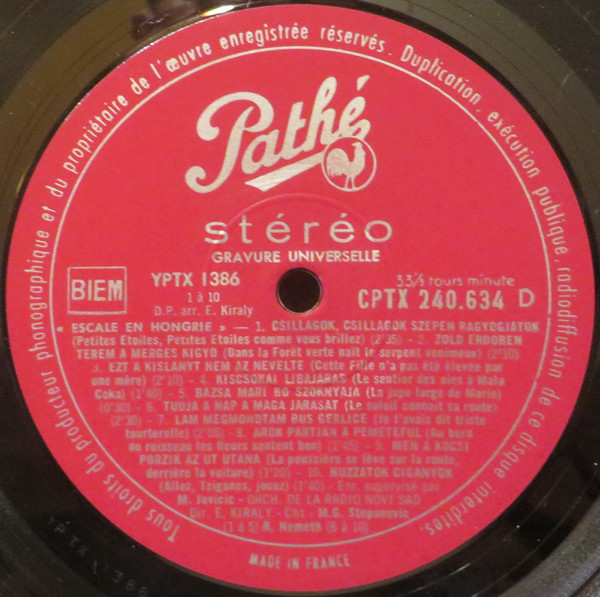 Tous droits du producteur phonographique et du propriétaire de l'œuvre enregistrée réservés. Duplication, exécution publique, radiodiffusion de ce disque interdites.
Pathé
stéréo
GRAVURE UNIVERSELLE
BIEM
YPTX 1386
1 à 10
D.P. arr. E. Kiraly
33⅓ tours minute
CPTX 240.634 D
« ESCALE EN HONGRIE » — 1. CSILLAGOK, CSILLAGOK SZEPEN RAGYOGJATOK
(Petites Etoiles, Petites Etoiles comme vous brillez) (2'35) - 2. ZOLD ERDOBEN
TEREM A MERGES KIGYO (Dans la Forêt verte naît le serpent venimeux) (2'10)
- 3. EZT A KISLANYT NEM AZ NEVELTE (Cette Fille n'a pas été élevée par
une mère) (2'10) - 4. KISCSOKAI LIBAJARAS (Le sentier des oies à Mala
Coka) (1'40) - 5. BAZSA MARI BO SZOKNYAJA (La jupe large de Marie)
(0'30) - 6. TUDJA A NAP A MAGA JARASAT (Le soleil connait sa route)
(2'30) - 7. LAM MEGMONDTAM BUS GERLICE (Je t'avais dit triste
tourterelle) (2'05) - 8. AROK PARTJAN A PEMETEFUL (Au bord
du ruisseau les fleurs sentent bon) (1'45) - 9. MEN A KOCSI
PORZIK AZ UT UTANA (La poussière se lève sur la route,
derrière la voiture) (1'20) - 10. HUZZATOK CIGANYOK
(Allez, Tziganes, jouez) (1'40) - Enr. supervisé par
M. Jovicic - ORCH. DE LA RADIO NOVI SAD
Dir. E. KIRALY - Cht : M.G. Stepanovic
(1 à 5) R. Nemeth (6 à 10)
MADE IN FRANCE
YPTX 1386